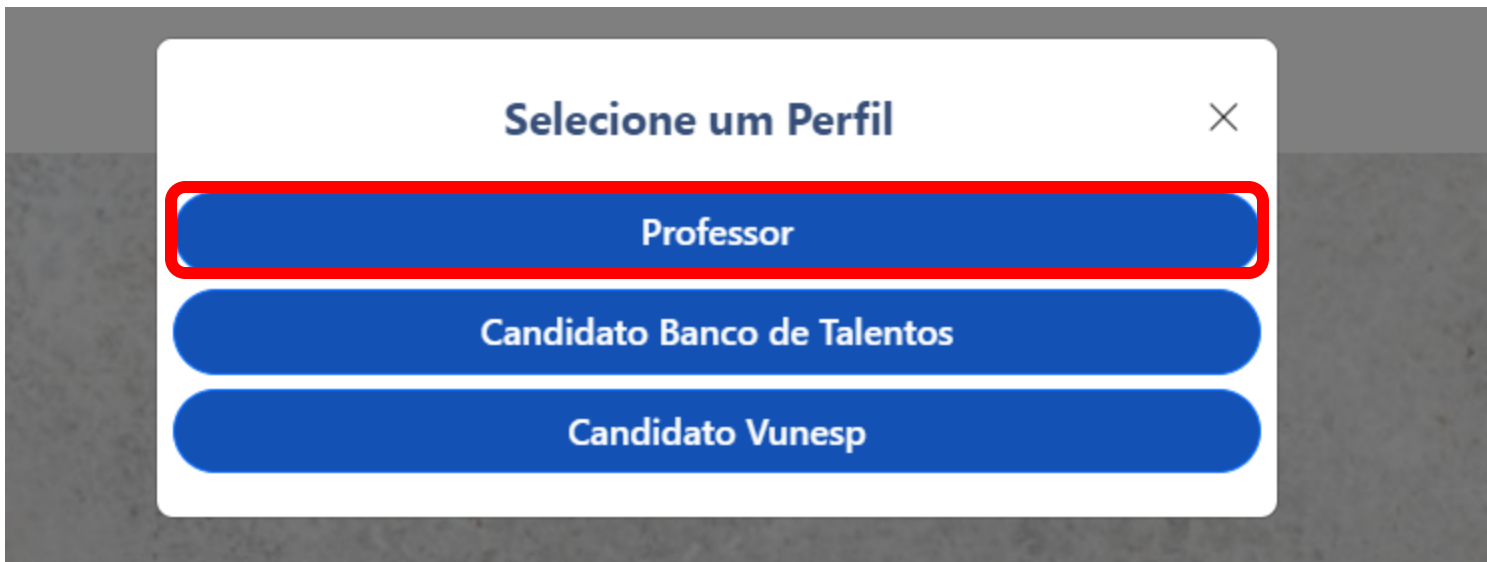 Selecione um Perfil
Professor
Candidato Banco de Talentos
Candidato Vunesp